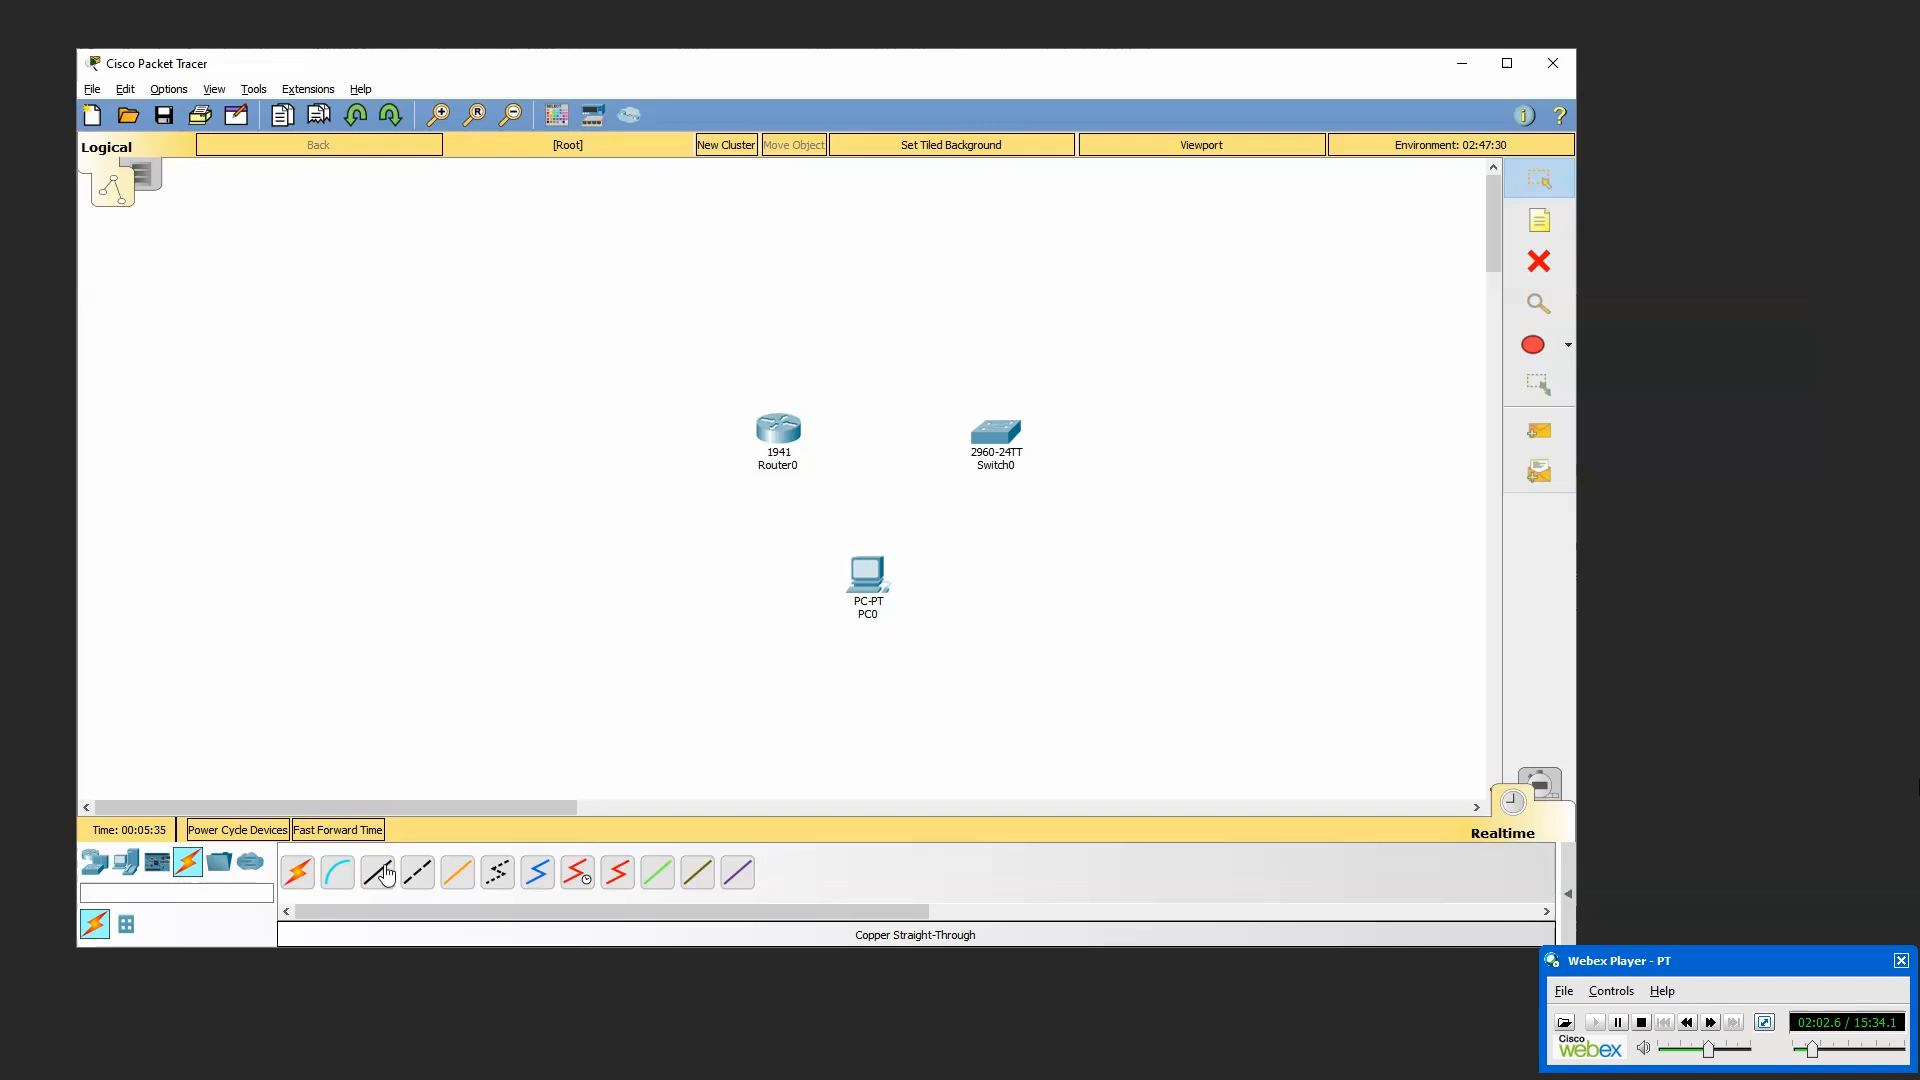 Cisco Packet Tracer
File Edit Options View Tools Extensions Help
Logical Back [Root] New Cluster Move Object Set Tiled Background Viewport Environment: 02:47:30
1941
Router0
2960-24TT
Switch0
PC-PT
PC0
Time: 00:05:35 Power Cycle Devices Fast Forward Time Realtime
Copper Straight-Through
Webex Player - PT
File Controls Help
02:02.6 / 15:34.1
Cisco
webex